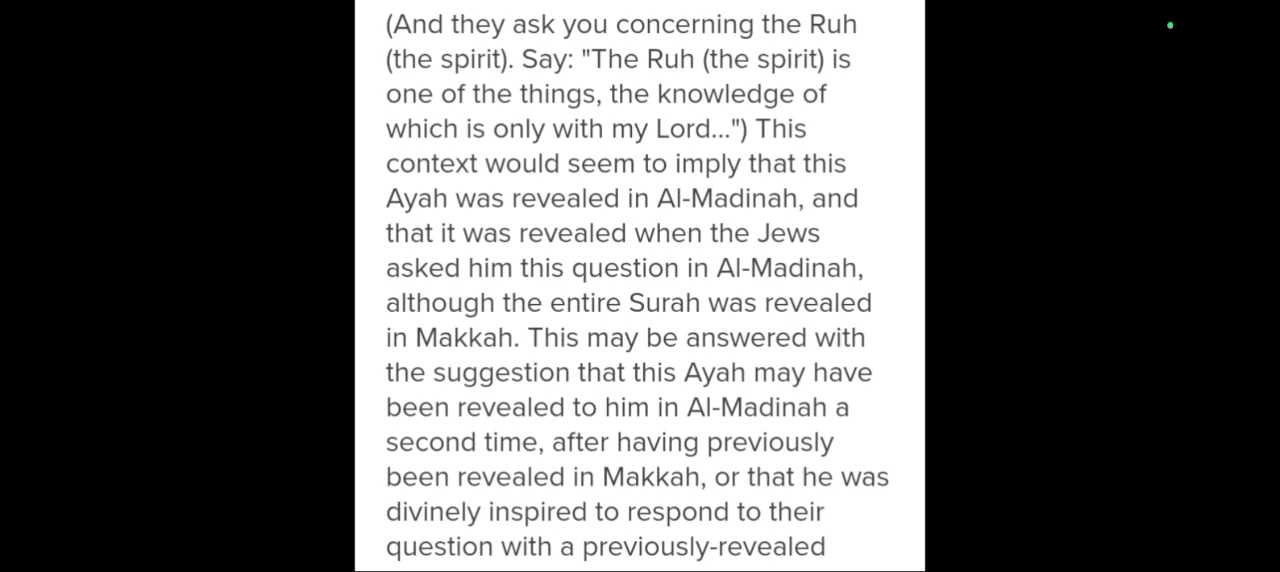 (And they ask you concerning the Ruh
(the spirit). Say: "The Ruh (the spirit) is
one of the things, the knowledge of
which is only with my Lord...") This
context would seem to imply that this
Ayah was revealed in Al-Madinah, and
that it was revealed when the Jews
asked him this question in Al-Madinah,
although the entire Surah was revealed
in Makkah. This may be answered with
the suggestion that this Ayah may have
been revealed to him in Al-Madinah a
second time, after having previously
been revealed in Makkah, or that he was
divinely inspired to respond to their
question with a previously-revealed